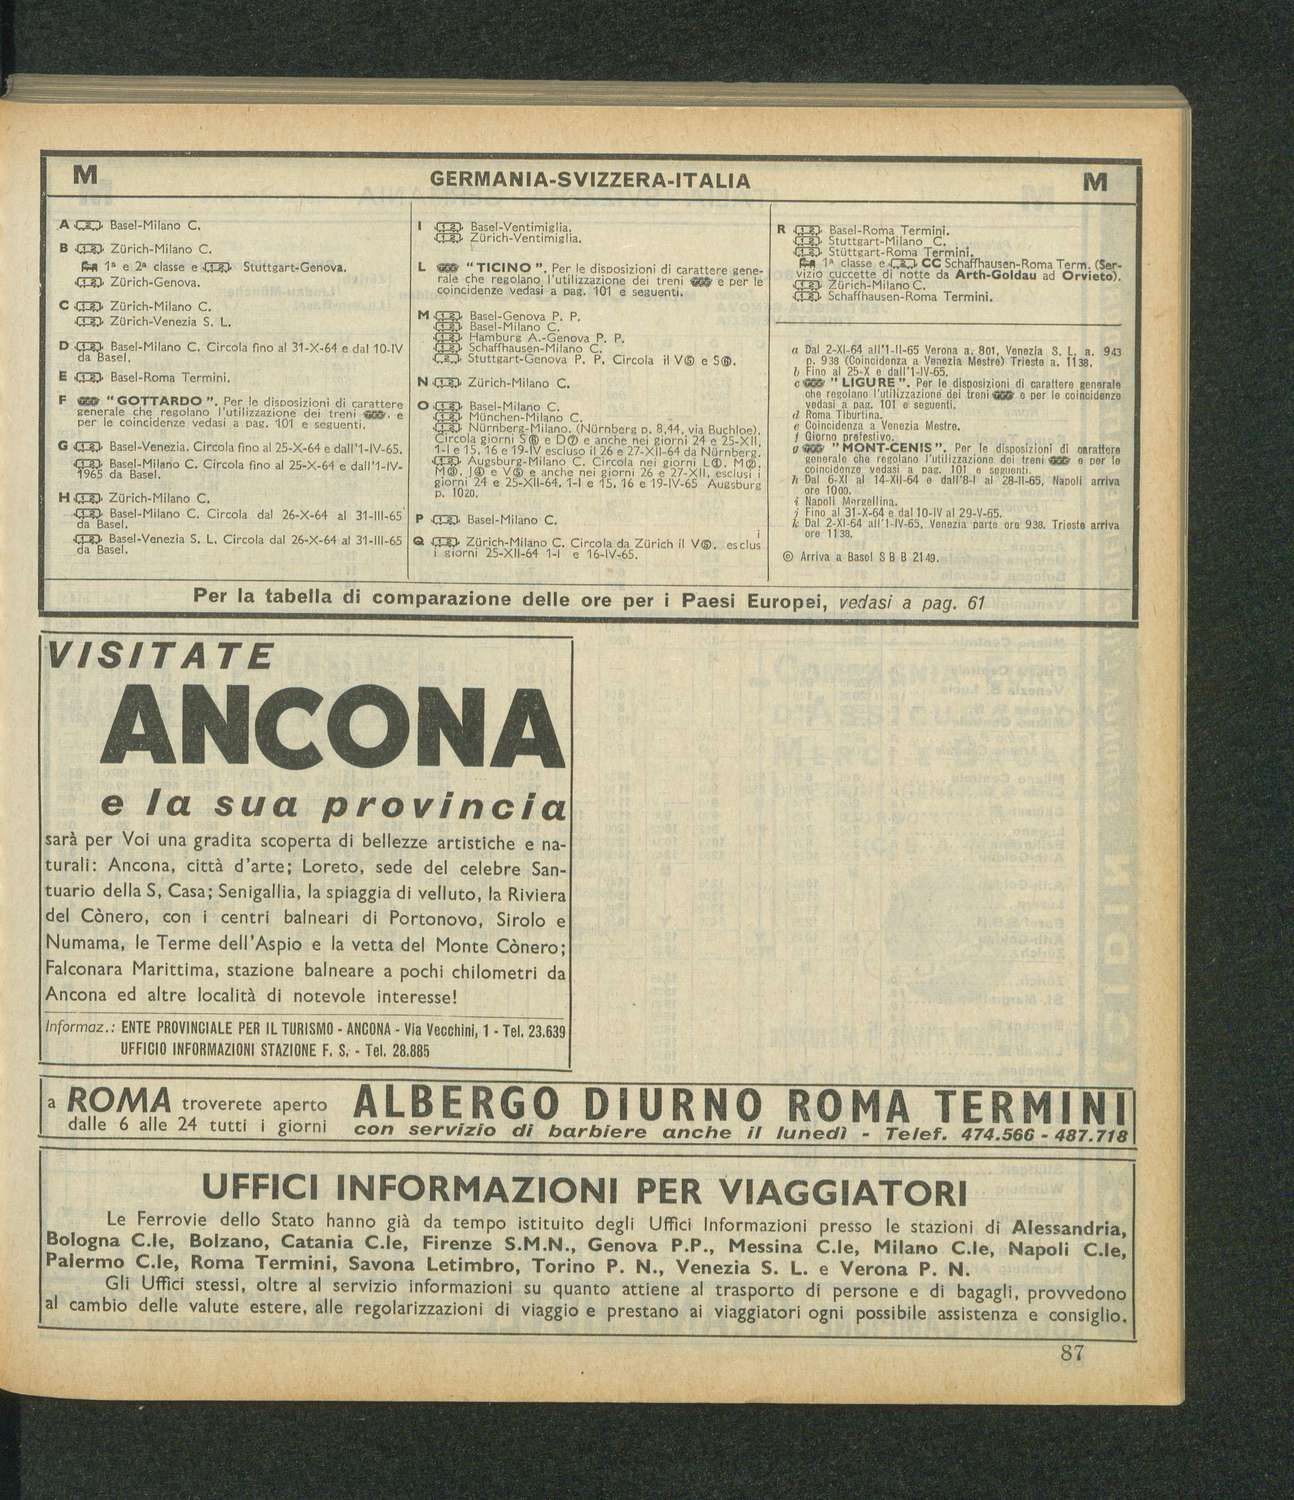 M GERMANIA-SVIZZERA-ITALIA M
A Basel-Milano C.
B Zürich-Milano C.
1ª e 2ª classe e Stuttgart-Genova.
Zürich-Genova.
C Zürich-Milano C.
Zürich-Venezia S. L.
D Basel-Milano C. Circola fino al 31-X-64 e dal 10-IV
da Basel.
E Basel-Roma Termini.
F "GOTTARDO". Per le disposizioni di carattere
generale che regolano l'utilizzazione dei treni e
per le coincidenze vedasi a pag. 101 e seguenti.
G Basel-Venezia. Circola fino al 25-X-64 e dall'1-IV-65.
Basel-Milano C. Circola fino al 25-X-64 e dall'1-IV-
1965 da Basel.
H Zürich-Milano C.
Basel-Milano C. Circola dal 26-X-64 al 31-III-65
da Basel.
Basel-Venezia S. L. Circola dal 26-X-64 al 31-III-65
da Basel.
I Basel-Ventimiglia.
Zürich-Ventimiglia.
L "TICINO". Per le disposizioni di carattere gene-
rale che regolano l'utilizzazione dei treni e per le
coincidenze vedasi a pag. 101 e seguenti.
M Basel-Genova P. P.
Basel-Milano C.
Hamburg A.-Genova P. P.
Schaffhausen-Milano C.
Stuttgart-Genova P. P. Circola il V⑤ e S⑥.
N Zürich-Milano C.
O Basel-Milano C.
München-Milano C.
Nürnberg-Milano. (Nürnberg p. 8,44, via Buchloe).
Circola giorni S⑥ e D⑦ e anche nei giorni 24 e 25-XII,
1-I e 15, 16 e 19-IV escluso il 26 e 27-XII-64 da Nürnberg.
Augsburg-Milano C. Circola nei giorni L①, M②,
M③, J④ e V⑤ e anche nei giorni 26 e 27-XII, esclusi i
giorni 24 e 25-XII-64, 1-I e 15, 16 e 19-IV-65 Augsburg
p. 1020.
P Basel-Milano C.
Q Zürich-Milano C. Circola da Zürich il V⑤, esclus i
i giorni 25-XII-64 1-I e 16-IV-65.
R Basel-Roma Termini.
Stuttgart-Milano C.
Stuttgart-Roma Termini.
1ª classe e CC Schaffhausen-Roma Term. (Ser-
vizio cuccette di notte da Arth-Goldau ad Orvieto).
Zürich-Milano C.
Schaffhausen-Roma Termini.
a Dal 2-XI-64 all'1-II-65 Verona a. 801, Venezia S. L. a. 943
p. 938 (Coincidenza a Venezia Mestre) Trieste a. 1138.
b Fino al 25-X e dall'1-IV-65.
c "LIGURE". Per le disposizioni di carattere generale
che regolano l'utilizzazione dei treni e per le coincidenze
vedasi a pag. 101 e seguenti.
d Roma Tiburtina.
e Coincidenza a Venezia Mestre.
f Giorno prefestivo.
g "MONT-CENIS". Per le disposizioni di carattere
generale che regolano l'utilizzazione dei treni e per le
coincidenze vedasi a pag. 101 e seguenti.
h Dal 6-XI al 14-XII-64 e dall'8-I al 28-II-65, Napoli arriva
ore 1000.
i Napoli Mergellina.
j Fino al 31-X-64 e dal 10-IV al 29-V-65.
k Dal 2-XI-64 all'1-IV-65, Venezia parte ore 938. Trieste arriva
ore 1138.
© Arriva a Basel S B B 2149.
Per la tabella di comparazione delle ore per i Paesi Europei, vedasi a pag. 61
VISITATE
ANCONA
e la sua provincia
sarà per Voi una gradita scoperta di bellezze artistiche e na-
turali: Ancona, città d'arte; Loreto, sede del celebre San-
tuario della S, Casa; Senigallia, la spiaggia di velluto, la Riviera
del Cònero, con i centri balneari di Portonovo, Sirolo e
Numama, le Terme dell'Aspio e la vetta del Monte Cònero;
Falconara Marittima, stazione balneare a pochi chilometri da
Ancona ed altre località di notevole interesse!
Informaz.: ENTE PROVINCIALE PER IL TURISMO - ANCONA - Via Vecchini, 1 - Tel. 23.639
UFFICIO INFORMAZIONI STAZIONE F. S. - Tel. 28.885
a ROMA troverete aperto
dalle 6 alle 24 tutti i giorni
ALBERGO DIURNO ROMA TERMINI
con servizio di barbiere anche il lunedì - Telef. 474.566 - 487.718
UFFICI INFORMAZIONI PER VIAGGIATORI
Le Ferrovie dello Stato hanno già da tempo istituito degli Uffici Informazioni presso le stazioni di Alessandria,
Bologna C.le, Bolzano, Catania C.le, Firenze S.M.N., Genova P.P., Messina C.le, Milano C.le, Napoli C.le,
Palermo C.le, Roma Termini, Savona Letimbro, Torino P. N., Venezia S. L. e Verona P. N.
Gli Uffici stessi, oltre al servizio informazioni su quanto attiene al trasporto di persone e di bagagli, provvedono
al cambio delle valute estere, alle regolarizzazioni di viaggio e prestano ai viaggiatori ogni possibile assistenza e consiglio.
87